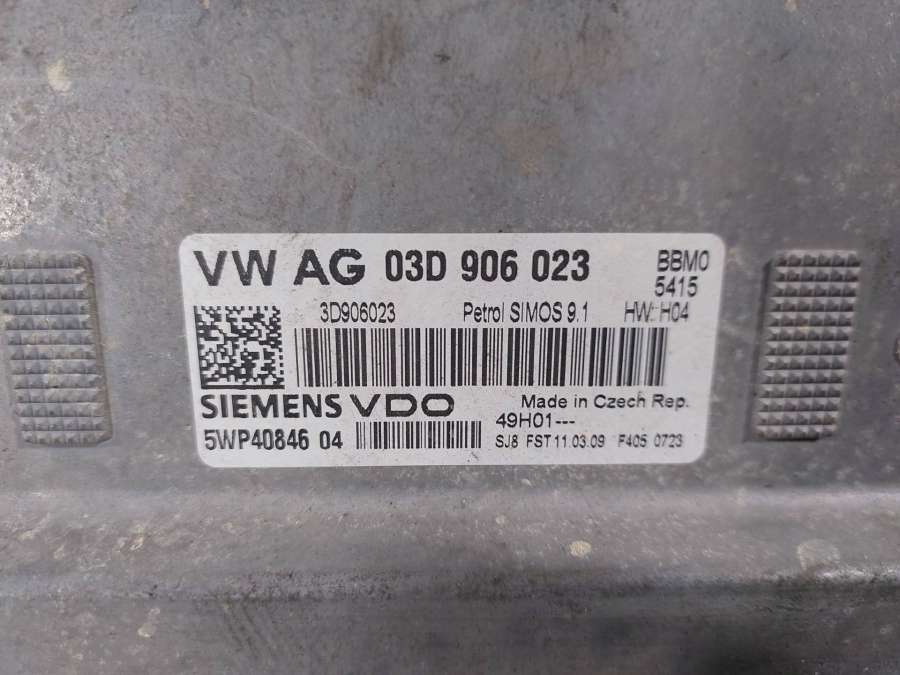 VW AG 03D 906 023 BBM0
5415
3D906023 Petrol SIMOS 9.1 HW: H04
SIEMENS VDO Made in Czech Rep.
49H01---
5WP40846 04 SJ8 FST 11.03.09 F405 0723